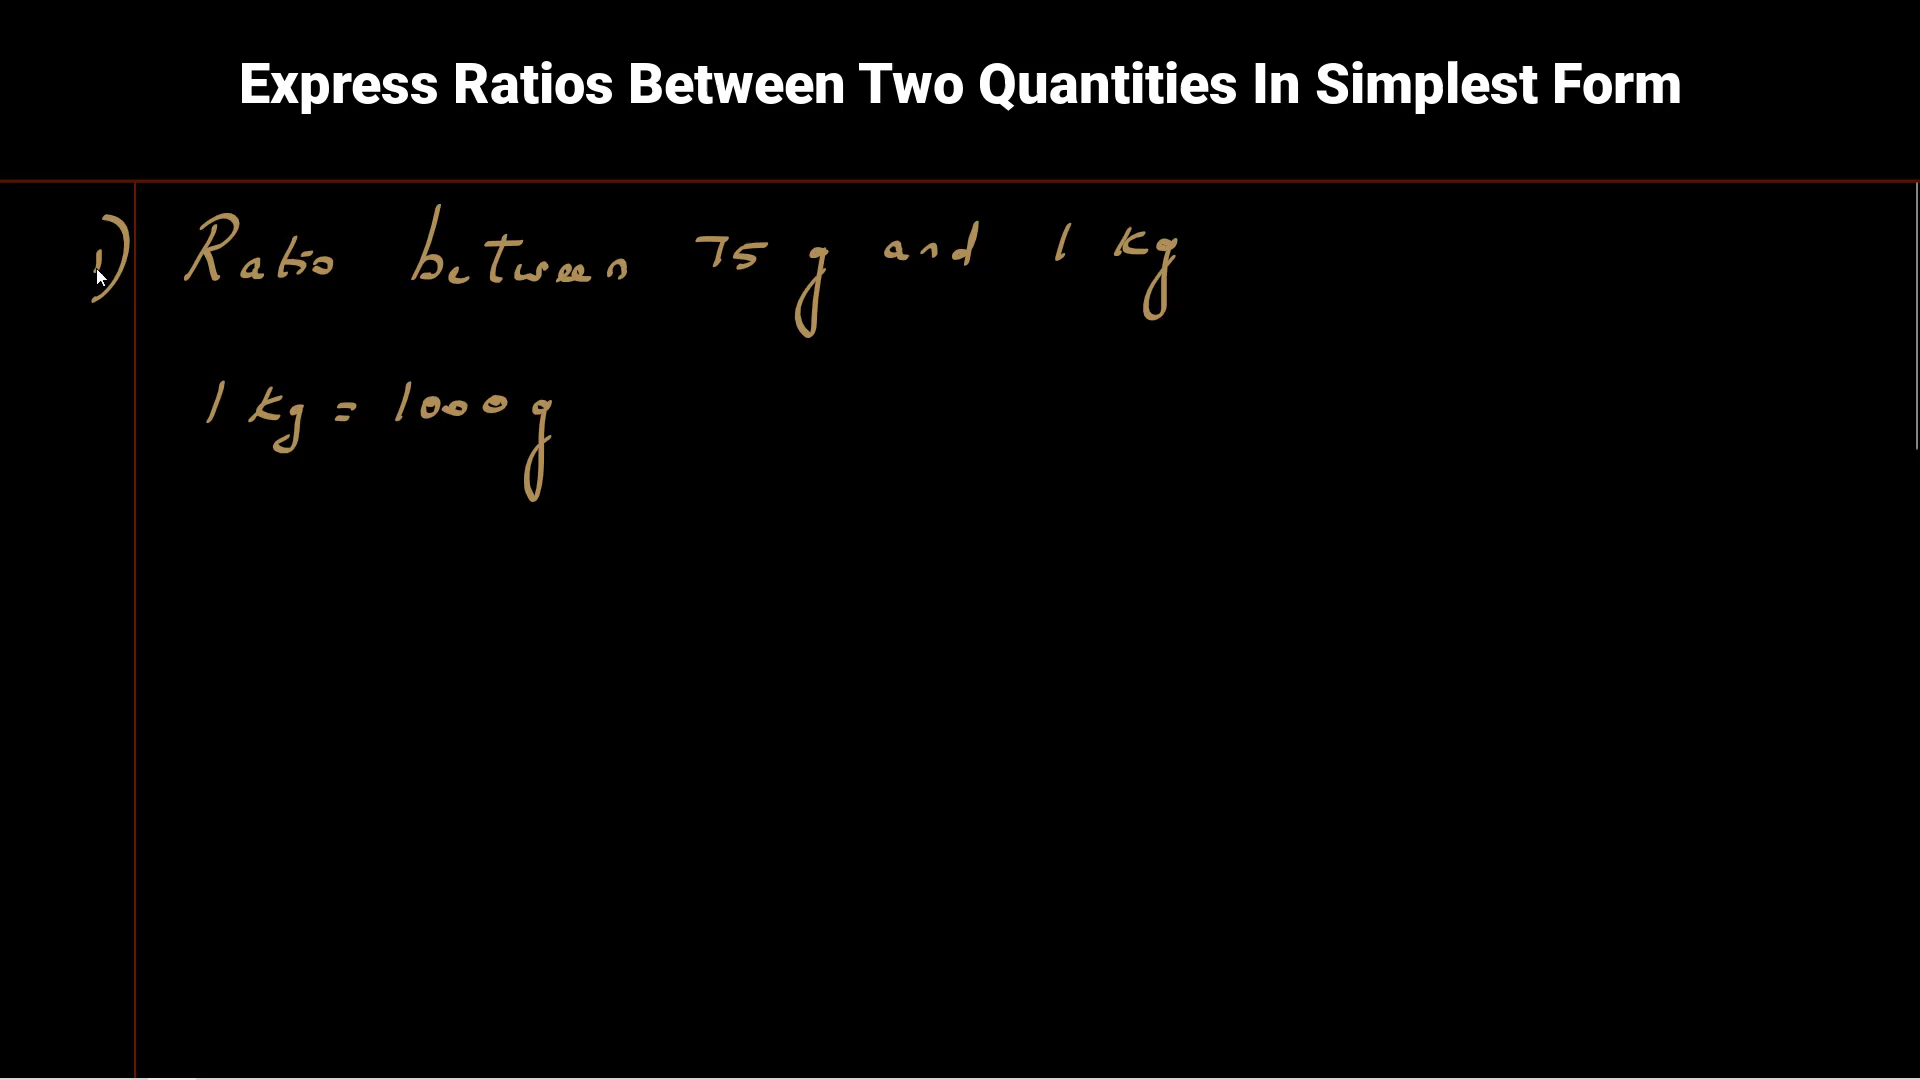 Express Ratios Between Two Quantities In Simplest Form
1) Ratio between 75 g and 1 kg
1 kg = 1000 g